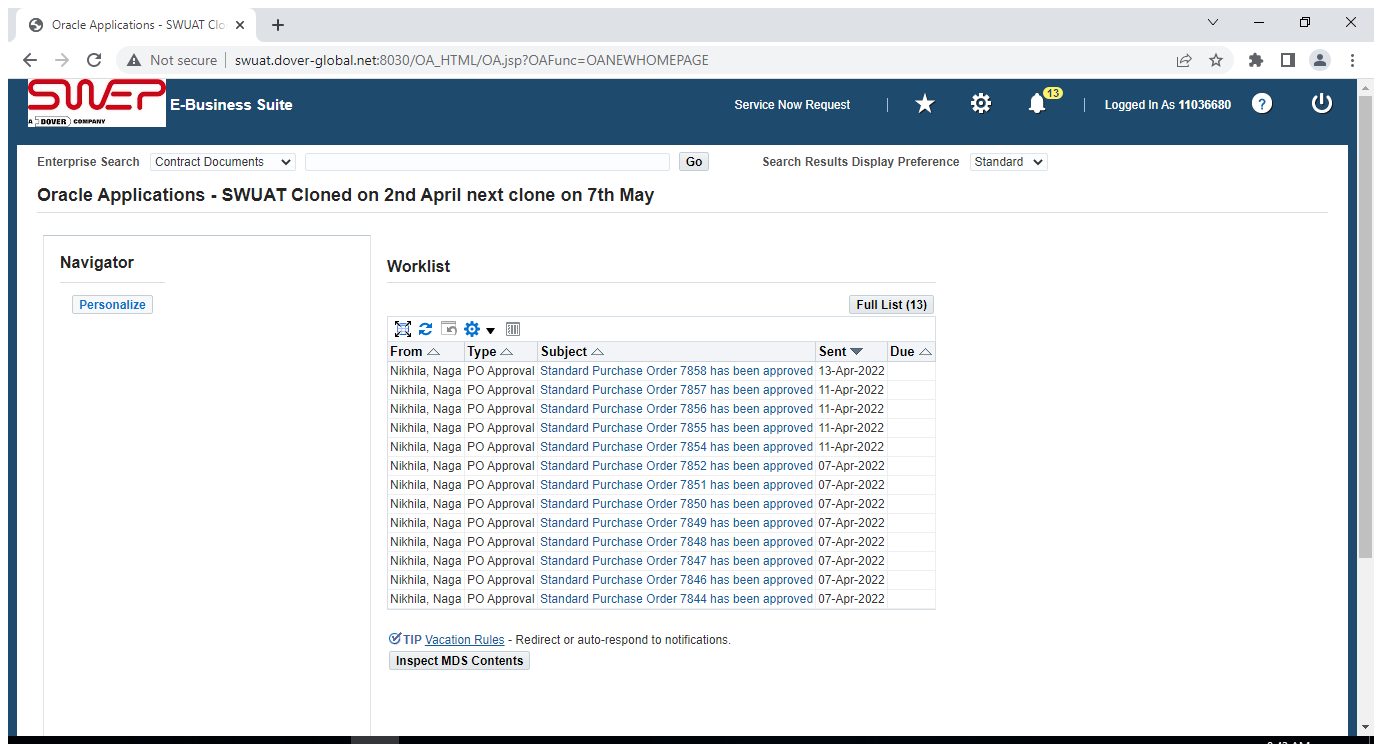 Oracle Applications - SWUAT Clo
Not secure | swuat.dover-global.net:8030/OA_HTML/OA.jsp?OAFunc=OANEWHOMEPAGE
SWEP
A DOVER COMPANY
E-Business Suite
Service Now Request
13
Logged In As 11036680
?
Enterprise Search Contract Documents Go Search Results Display Preference Standard
Oracle Applications - SWUAT Cloned on 2nd April next clone on 7th May
Navigator
Personalize
Worklist
Full List (13)
From Type Subject Sent Due
Nikhila, Naga PO Approval Standard Purchase Order 7858 has been approved 13-Apr-2022
Nikhila, Naga PO Approval Standard Purchase Order 7857 has been approved 11-Apr-2022
Nikhila, Naga PO Approval Standard Purchase Order 7856 has been approved 11-Apr-2022
Nikhila, Naga PO Approval Standard Purchase Order 7855 has been approved 11-Apr-2022
Nikhila, Naga PO Approval Standard Purchase Order 7854 has been approved 11-Apr-2022
Nikhila, Naga PO Approval Standard Purchase Order 7852 has been approved 07-Apr-2022
Nikhila, Naga PO Approval Standard Purchase Order 7851 has been approved 07-Apr-2022
Nikhila, Naga PO Approval Standard Purchase Order 7850 has been approved 07-Apr-2022
Nikhila, Naga PO Approval Standard Purchase Order 7849 has been approved 07-Apr-2022
Nikhila, Naga PO Approval Standard Purchase Order 7848 has been approved 07-Apr-2022
Nikhila, Naga PO Approval Standard Purchase Order 7847 has been approved 07-Apr-2022
Nikhila, Naga PO Approval Standard Purchase Order 7846 has been approved 07-Apr-2022
Nikhila, Naga PO Approval Standard Purchase Order 7844 has been approved 07-Apr-2022
TIP Vacation Rules - Redirect or auto-respond to notifications.
Inspect MDS Contents